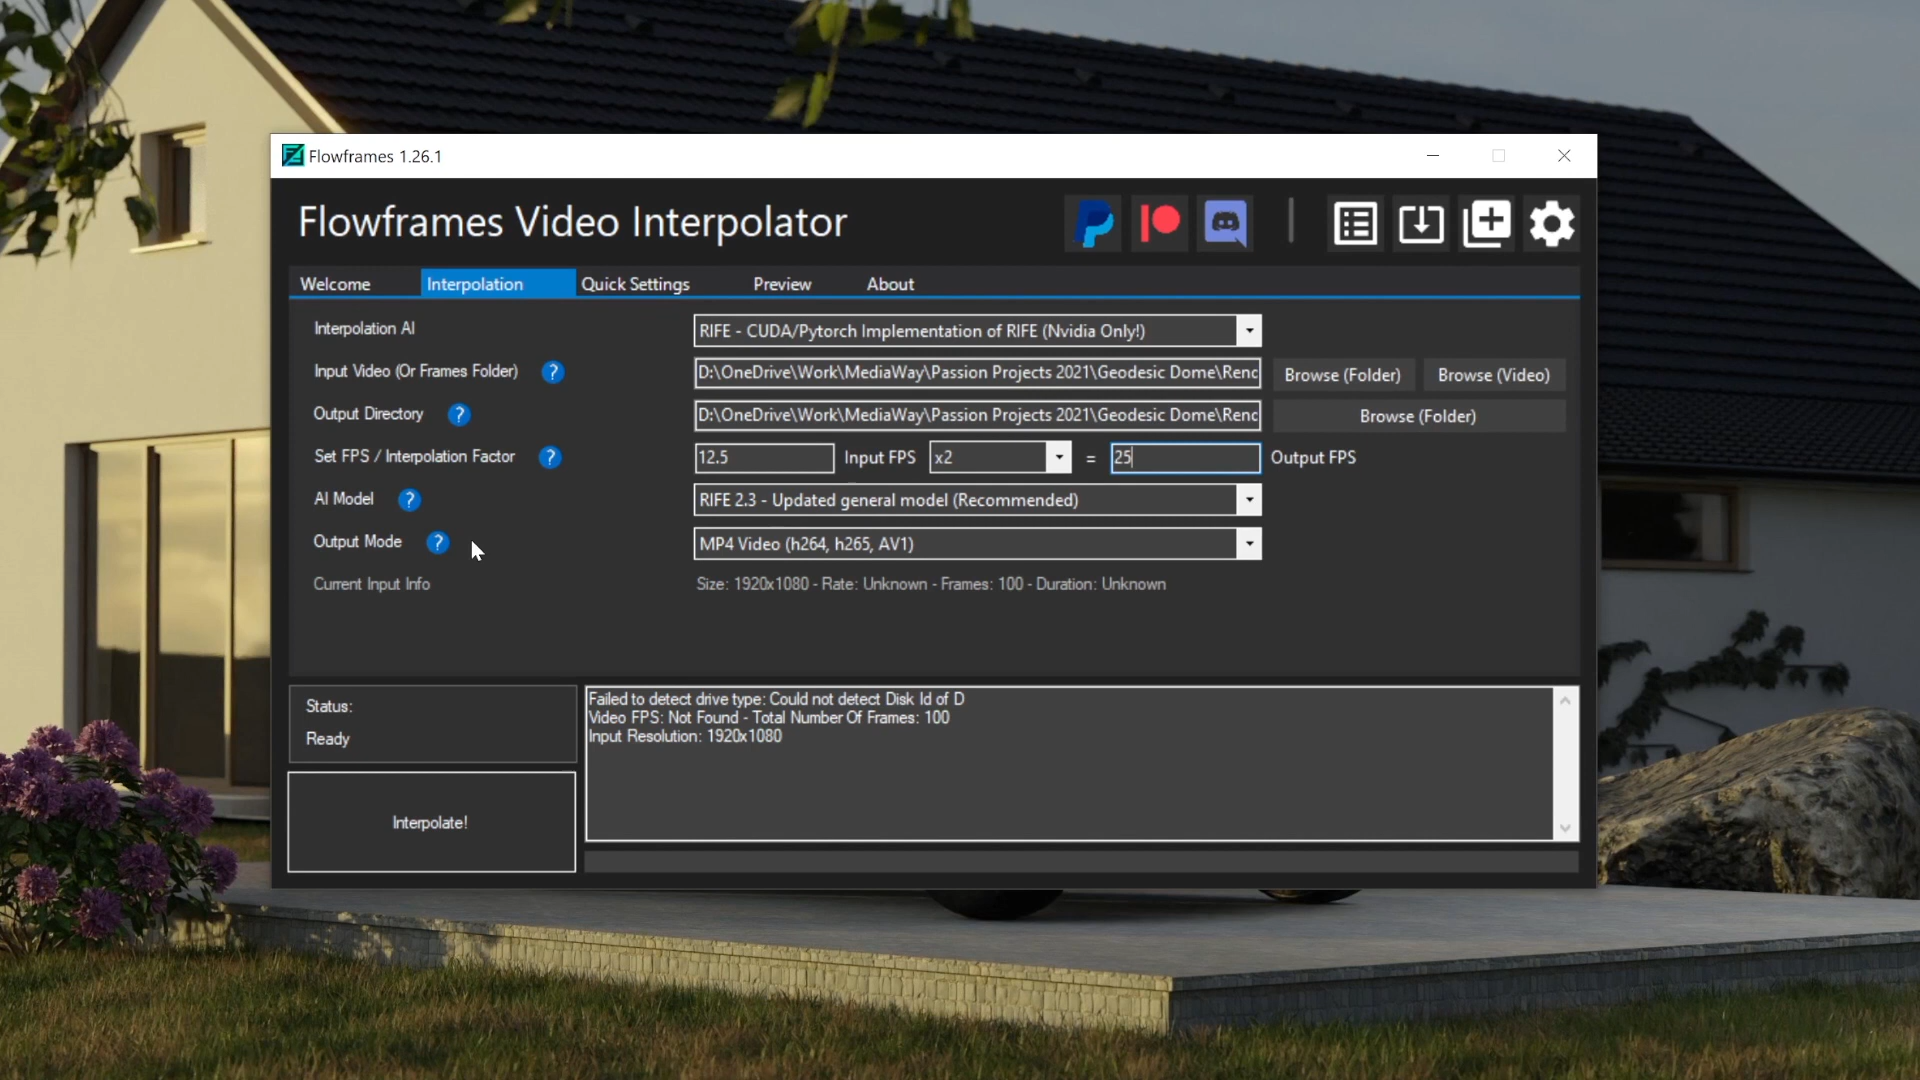 Flowframes 1.26.1
Flowframes Video Interpolator
Welcome Interpolation Quick Settings Preview About
Interpolation AI RIFE - CUDA/Pytorch Implementation of RIFE (Nvidia Only!)
Input Video (Or Frames Folder) ? D:\OneDrive\Work\MediaWay\Passion Projects 2021\Geodesic Dome\Renc Browse (Folder) Browse (Video)
Output Directory ? D:\OneDrive\Work\MediaWay\Passion Projects 2021\Geodesic Dome\Renc Browse (Folder)
Set FPS / Interpolation Factor ? 12.5 Input FPS x2 = 25 Output FPS
AI Model ? RIFE 2.3 - Updated general model (Recommended)
Output Mode ? MP4 Video (h264, h265, AV1)
Current Input Info Size: 1920x1080 - Rate: Unknown - Frames: 100 - Duration: Unknown
Status:
Ready
Interpolate!
Failed to detect drive type: Could not detect Disk Id of D
Video FPS: Not Found - Total Number Of Frames: 100
Input Resolution: 1920x1080